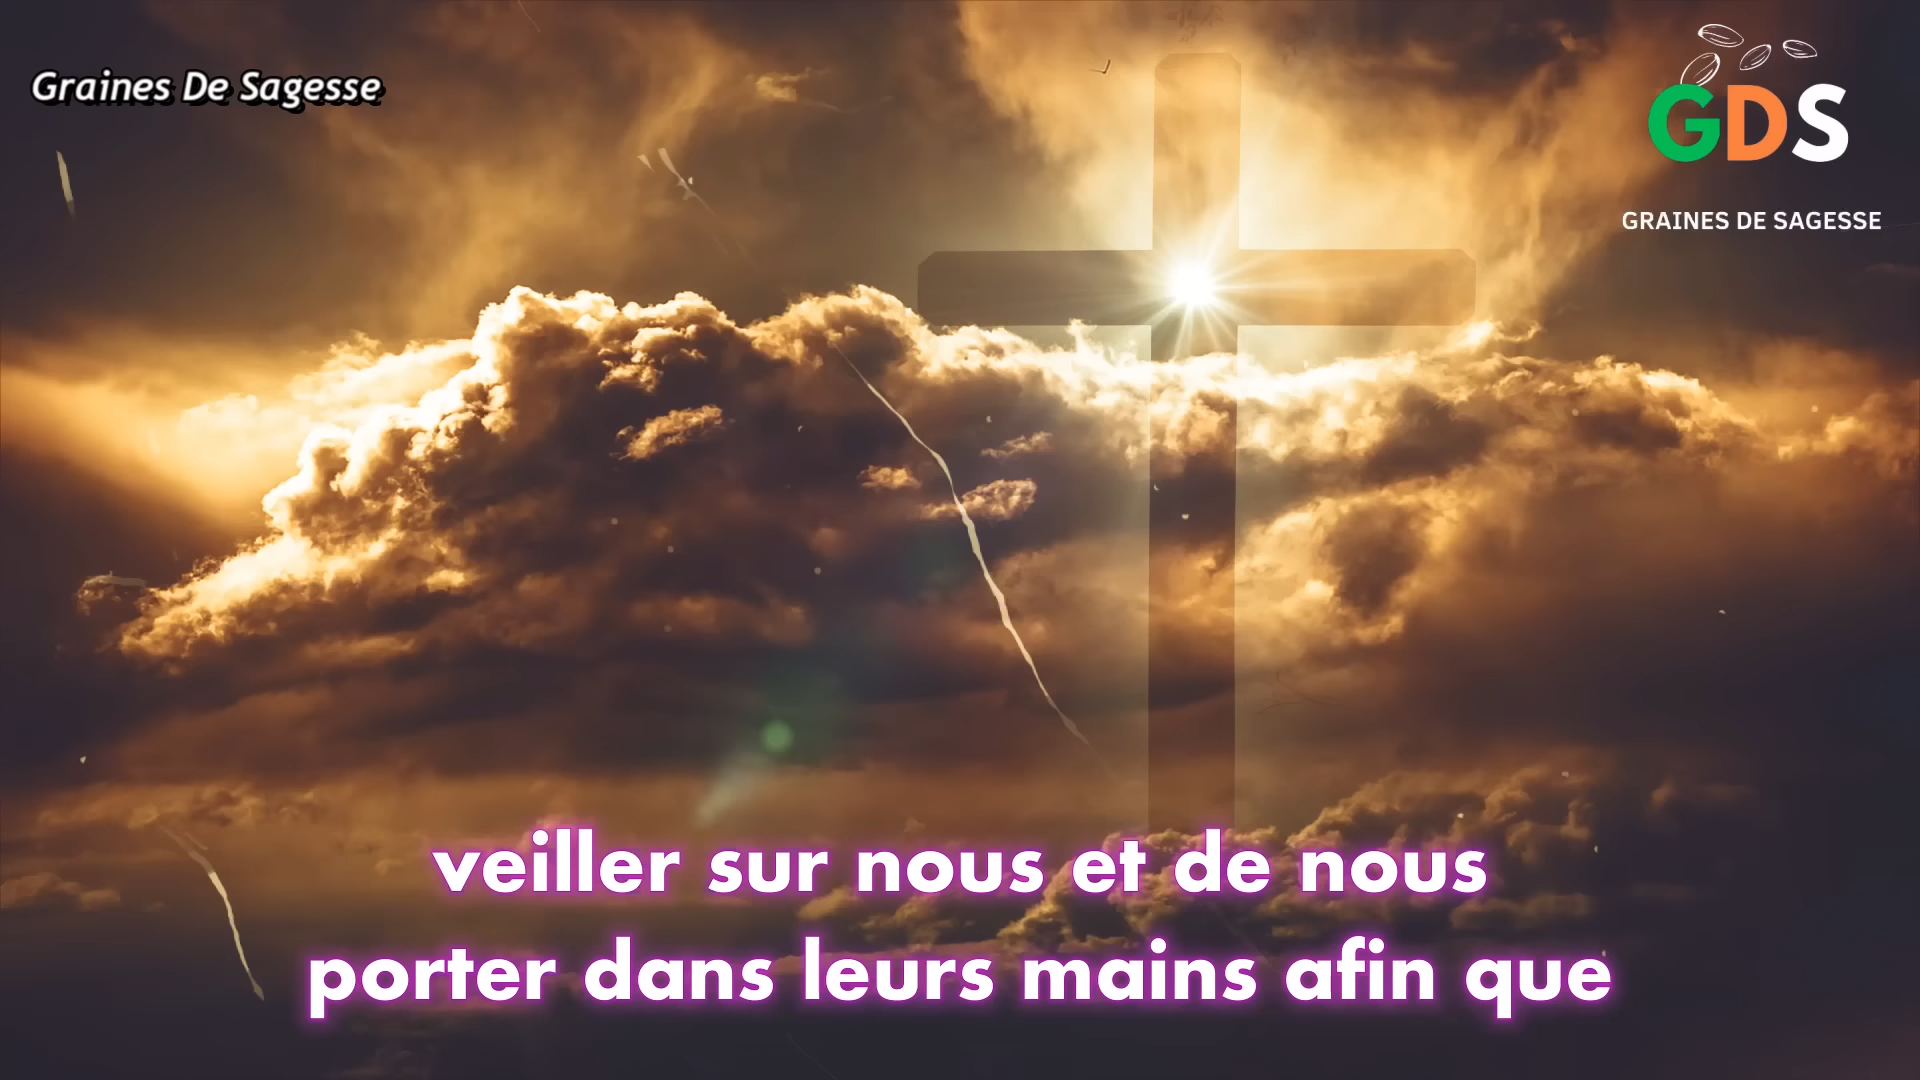 Graines De Sagesse
GDS
GRAINES DE SAGESSE
veiller sur nous et de nous
porter dans leurs mains afin que